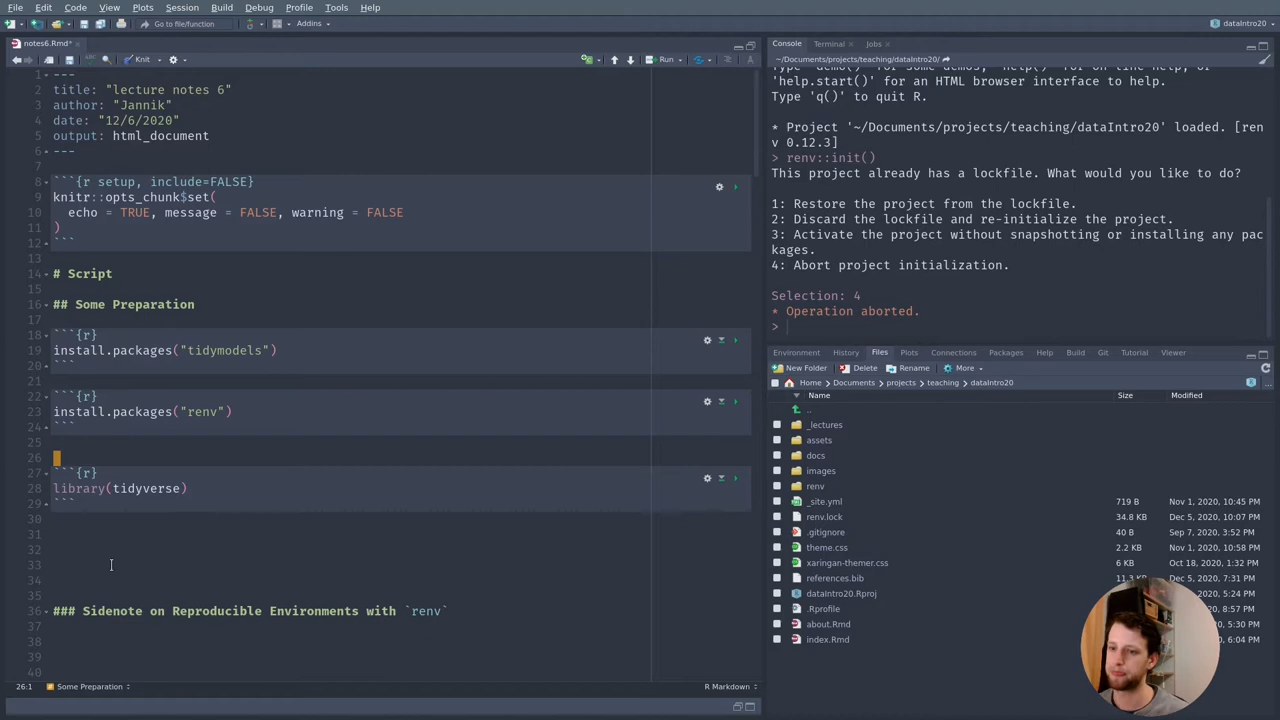 File Edit Code View Plots Session Build Debug Profile Tools Help
Go to file/function Addins dataIntro20
notes6.Rmd*
Knit Run
1 ---
2 title: "lecture notes 6"
3 author: "Jannik"
4 date: "12/6/2020"
5 output: html_document
6 ---
7
8 ```{r setup, include=FALSE}
9 knitr::opts_chunk$set(
10 echo = TRUE, message = FALSE, warning = FALSE
11 )
12 ```
13
14 # Script
15
16 ## Some Preparation
17
18 ```{r}
19 install.packages("tidymodels")
20 ```
21
22 ```{r}
23 install.packages("renv")
24 ```
25
26
27 ```{r}
28 library(tidyverse)
29 ```
30
31
32
33
34
35
36 ### Sidenote on Reproducible Environments with `renv`
37
38
39
40
26:1 Some Preparation R Markdown
Console Terminal Jobs
~/Documents/projects/teaching/dataIntro20/
'help.start()' for an HTML browser interface to help.
Type 'q()' to quit R.
* Project '~/Documents/projects/teaching/dataIntro20' loaded. [ren
v 0.12.3]
> renv::init()
This project already has a lockfile. What would you like to do?
1: Restore the project from the lockfile.
2: Discard the lockfile and re-initialize the project.
3: Activate the project without snapshotting or installing any pac
kages.
4: Abort project initialization.
Selection: 4
* Operation aborted.
>
Environment History Files Plots Connections Packages Help Build Git Tutorial Viewer
New Folder Delete Rename More
Home Documents projects teaching dataIntro20 ...
Name Size Modified
..
_lectures
assets
docs
images
renv
_site.yml 719 B Nov 1, 2020, 10:45 PM
renv.lock 34.8 KB Dec 5, 2020, 10:07 PM
.gitignore 40 B Sep 7, 2020, 3:52 PM
theme.css 2.2 KB Nov 1, 2020, 10:58 PM
xaringan-themer.css 6 KB Oct 18, 2020, 1:32 PM
references.bib 11.3 KB Dec 5, 2020, 7:31 PM
dataIntro20.Rproj 5:24 PM
.Rprofile 8:57 PM
about.Rmd 5:30 PM
index.Rmd 6:04 PM